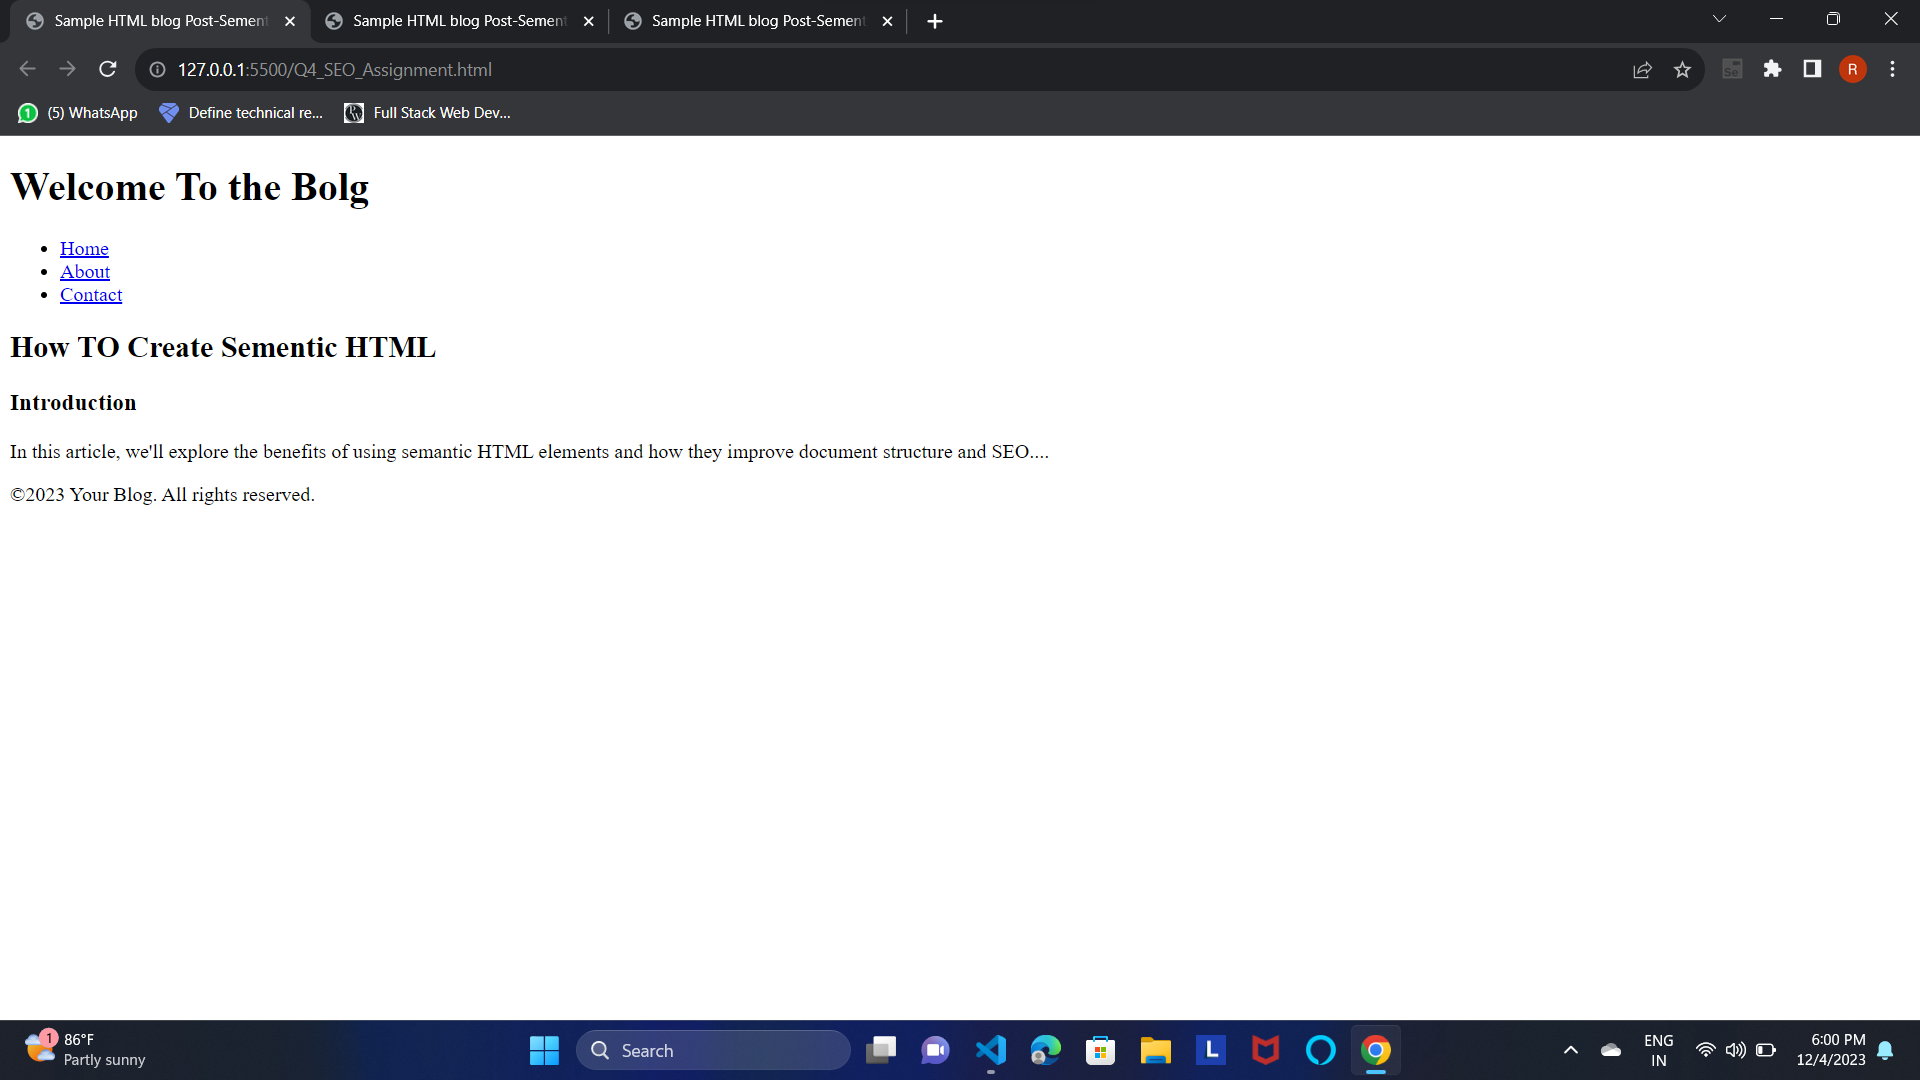 Sample HTML blog Post-Sement
Sample HTML blog Post-Sement
Sample HTML blog Post-Sement
127.0.0.1:5500/Q4_SEO_Assignment.html
Se
R
1
(5) WhatsApp
Define technical re...
PW
Full Stack Web Dev...
Welcome To the Bolg
Home
About
Contact
How TO Create Sementic HTML
Introduction
In this article, we'll explore the benefits of using semantic HTML elements and how they improve document structure and SEO....
©2023 Your Blog. All rights reserved.
1
86°F
Partly sunny
Search
L
ENG
IN
6:00 PM
12/4/2023